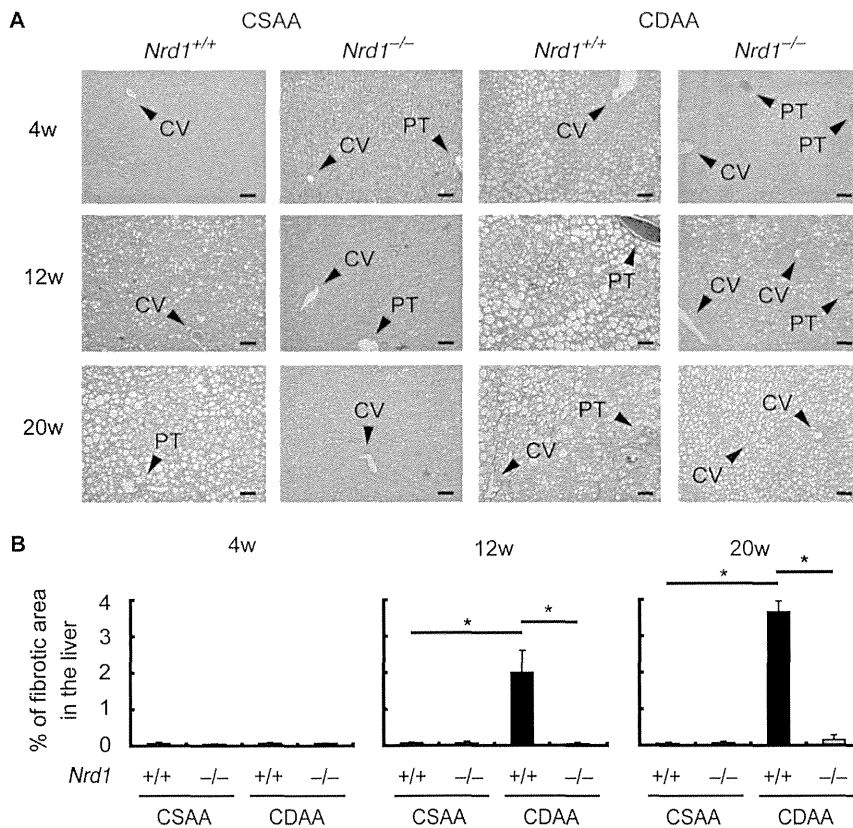 A
CSAA CDAA
Nrd1+/+ Nrd1–/– Nrd1+/+ Nrd1–/–
4w
CV CV PT CV PT PT CV
12w
CV CV PT PT CV CV PT
20w
PT CV PT CV CV CV
B
4w 12w 20w
% of fibrotic area
in the liver
4
3
2
1
0
* *
* *
Nrd1 +/+ –/– +/+ –/– +/+ –/– +/+ –/– +/+ –/– +/+ –/–
CSAA CDAA CSAA CDAA CSAA CDAA